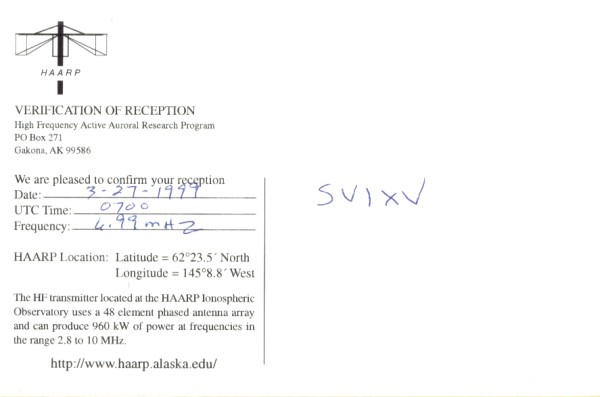 HAARP
VERIFICATION OF RECEPTION
High Frequency Active Auroral Research Program
PO Box 271
Gakona, AK 99586
We are pleased to confirm your reception
Date: 3-27-1999
UTC Time: 0700
Frequency: 6.99 mHz
SV1XV
HAARP Location: Latitude = 62°23.5´ North
Longitude = 145°8.8´ West
The HF transmitter located at the HAARP Ionospheric
Observatory uses a 48 element phased antenna array
and can produce 960 kW of power at frequencies in
the range 2.8 to 10 MHz.
http://www.haarp.alaska.edu/